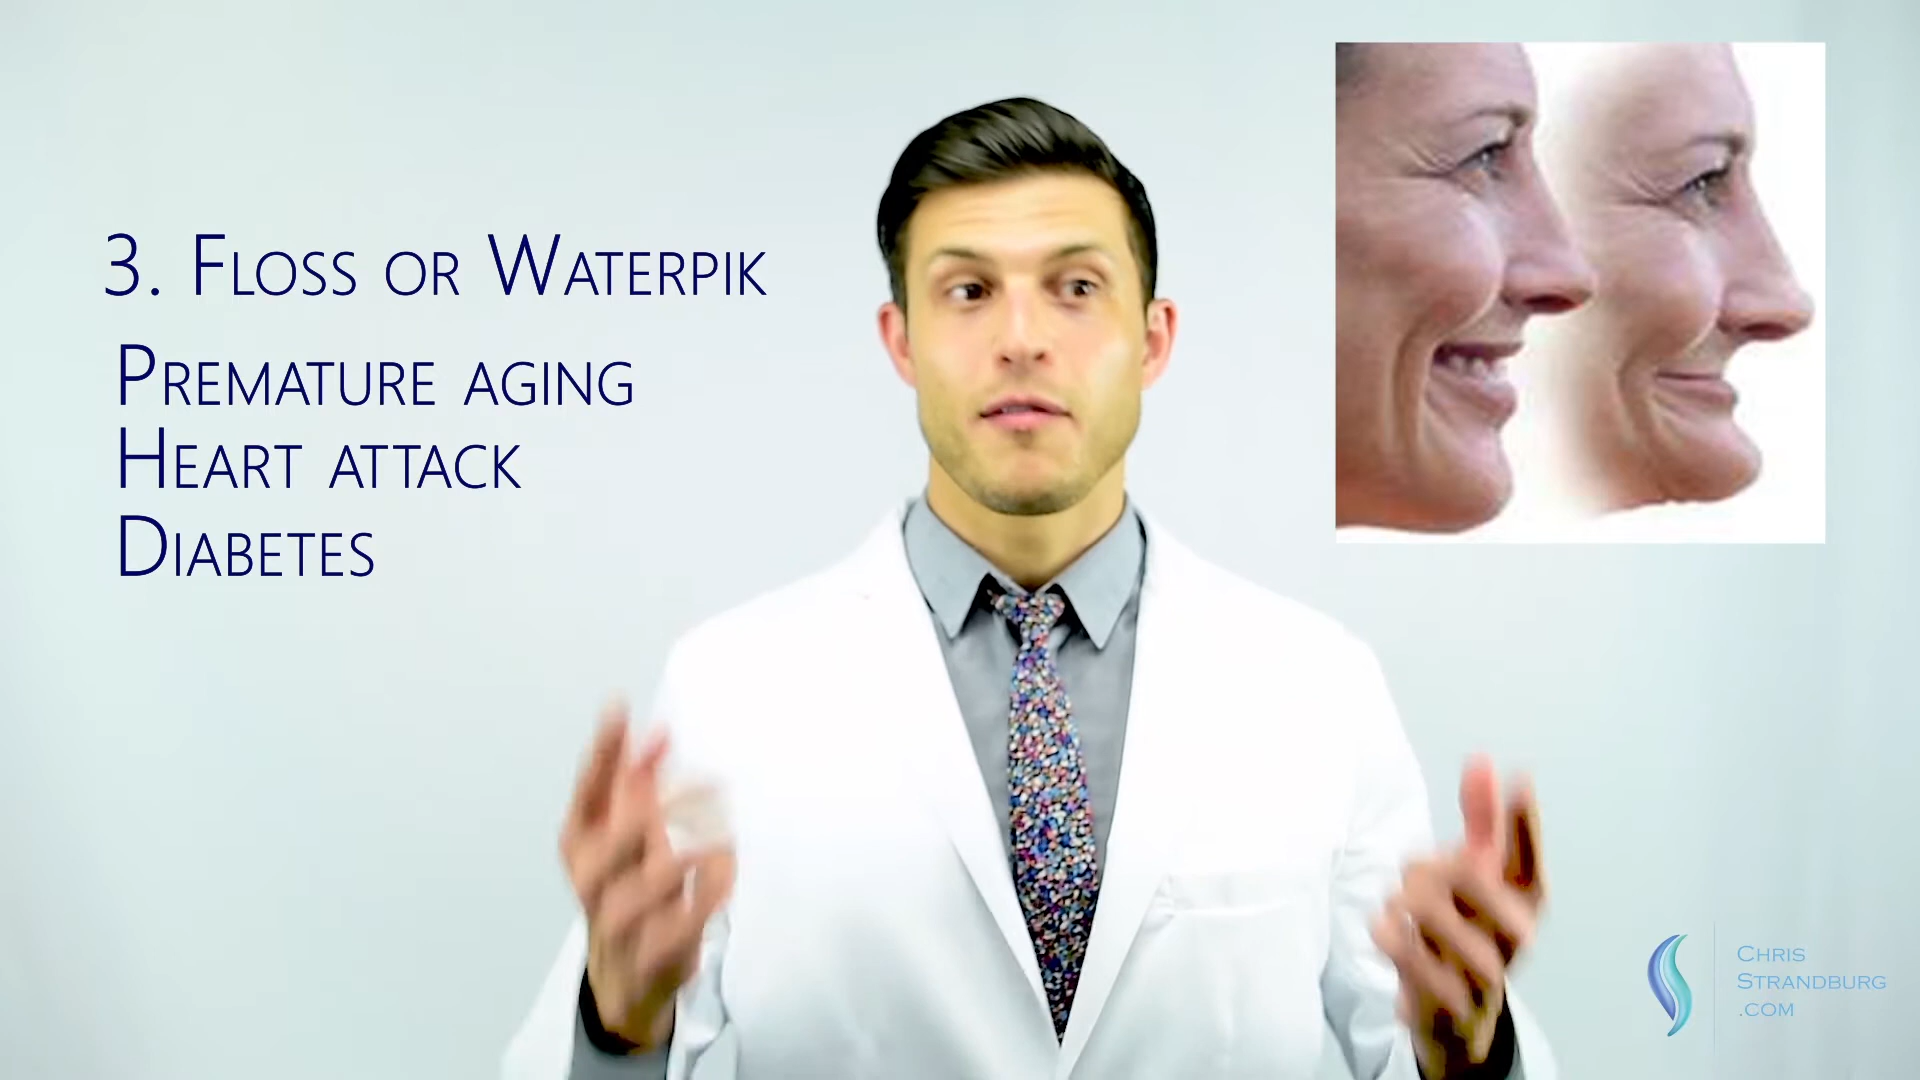 3. Floss or Waterpik
Premature aging
Heart attack
Diabetes
Chris
Strandburg
.com